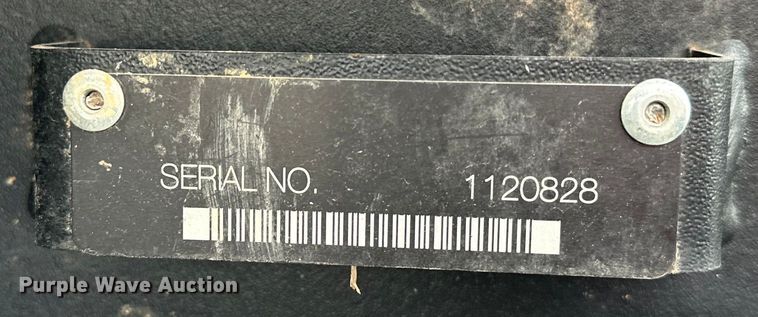 SERIAL NO. 1120828
Purple Wave Auction